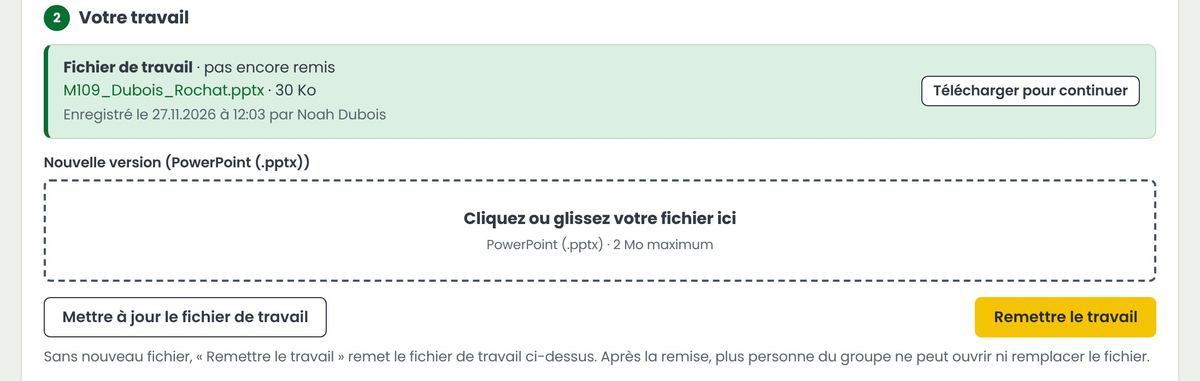 2 Votre travail
Fichier de travail · pas encore remis
M109_Dubois_Rochat.pptx · 30 Ko
Enregistré le 27.11.2026 à 12:03 par Noah Dubois
Télécharger pour continuer
Nouvelle version (PowerPoint (.pptx))
Cliquez ou glissez votre fichier ici
PowerPoint (.pptx) · 2 Mo maximum
Mettre à jour le fichier de travail
Remettre le travail
Sans nouveau fichier, « Remettre le travail » remet le fichier de travail ci-dessus. Après la remise, plus personne du groupe ne peut ouvrir ni remplacer le fichier.